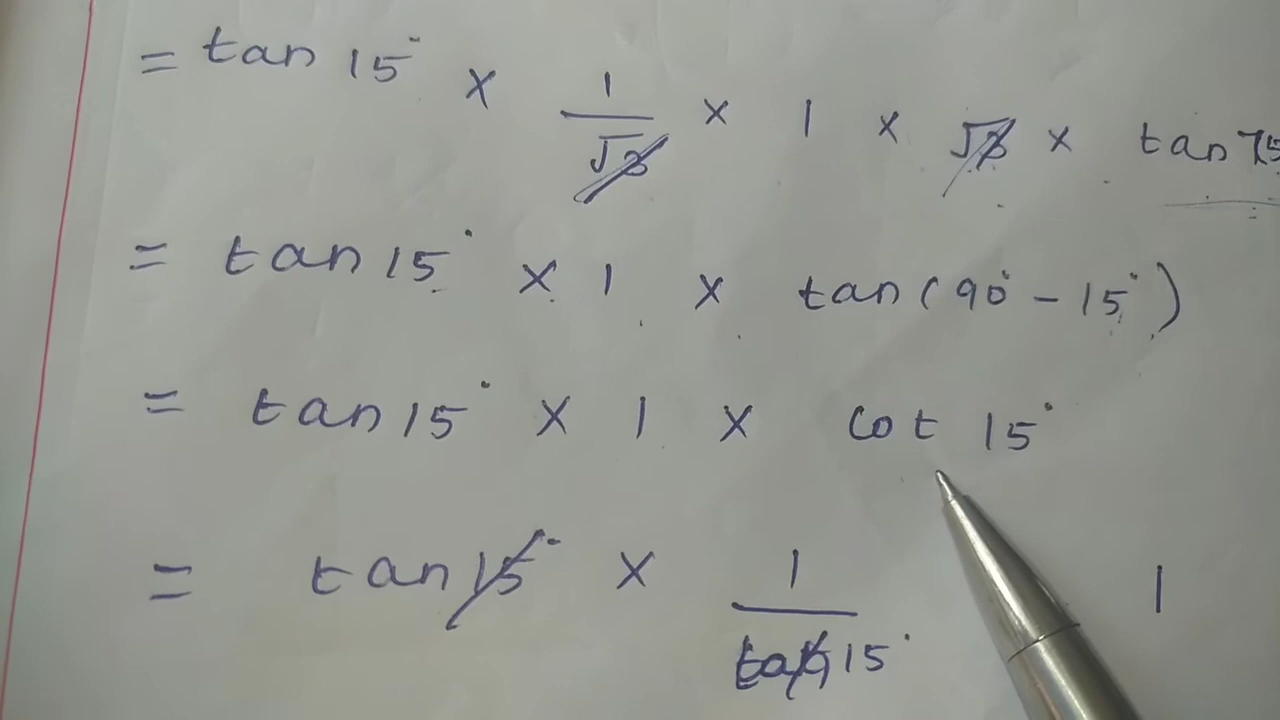 = tan 15° × 1/√3 × 1 × √3 × tan 75
= tan 15° × 1 × tan(90° - 15°)
= tan 15° × 1 × cot 15°
= tan 15° × 1/tan 15° 1